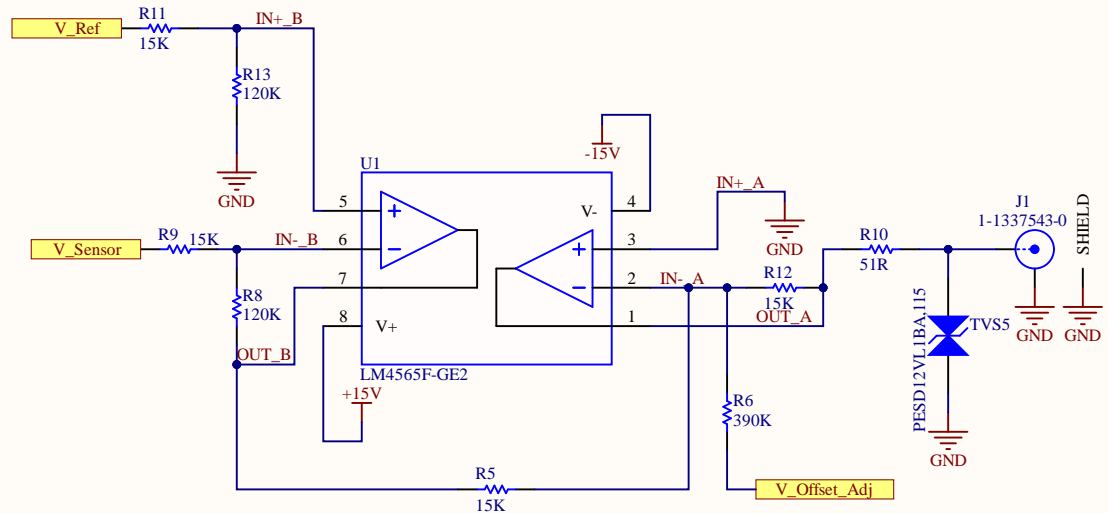 R11
IN+_B
V_Ref
15K
R13
120K
GND
-15V
U1
IN+_A
J1
1-1337543-0
SHIELD
5
4
V-
GND
R9
15K
IN-_B
6
3
R10
51R
V_Sensor
GND
GND
R8
120K
7
2
IN-_A
R12
15K
OUT_A
8
V+
1
TVS5
PESD12VL1BA,115
OUT_B
LM4565F-GE2
+15V
R6
390K
GND
R5
15K
V_Offset_Adj